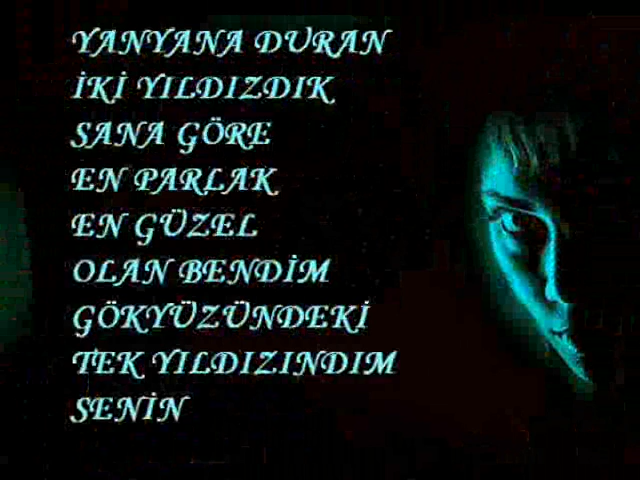 YANYANA DURAN
İKİ YILDIZDIK
SANA GÖRE
EN PARLAK
EN GÜZEL
OLAN BENDİM
GÖKYÜZÜNDEKİ
TEK YILDIZINDIM
SENİN